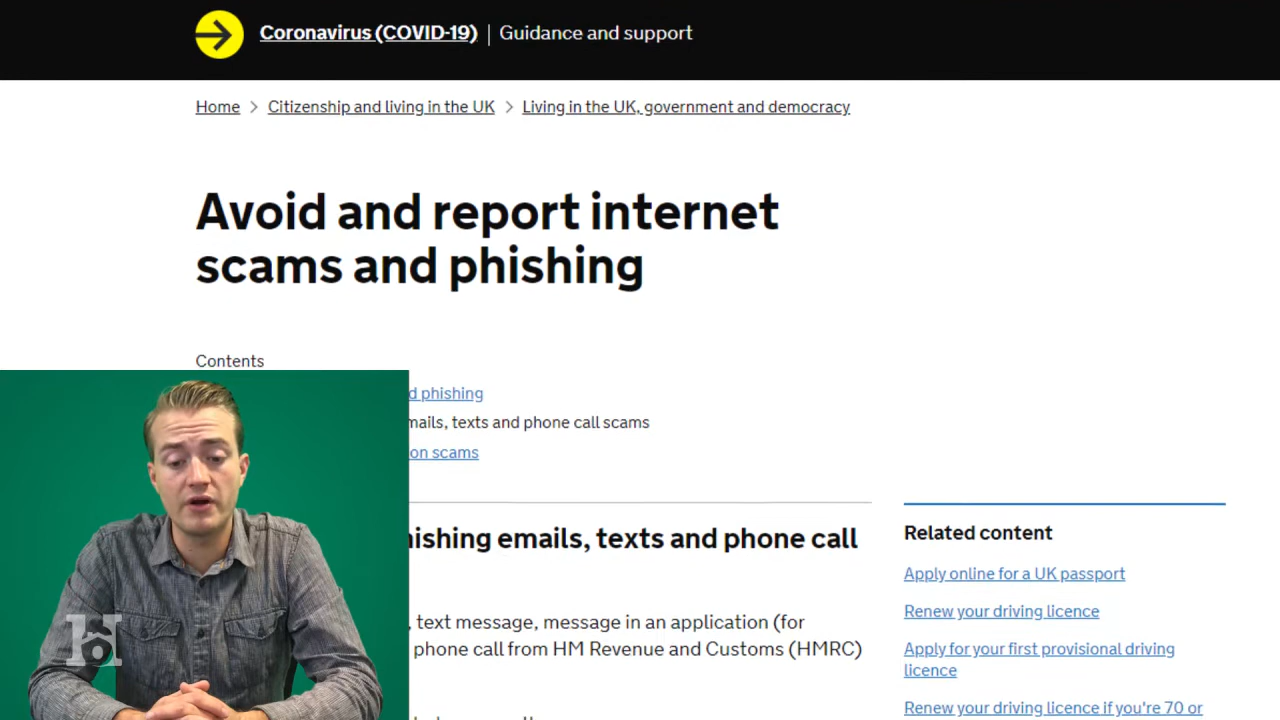 Coronavirus (COVID-19) | Guidance and support
Home > Citizenship and living in the UK > Living in the UK, government and democracy
Avoid and report internet
scams and phishing
Contents
phishing
emails, texts and phone call scams
on scams
phishing emails, texts and phone call
, text message, message in an application (for
phone call from HM Revenue and Customs (HMRC)
Related content
Apply online for a UK passport
Renew your driving licence
Apply for your first provisional driving
licence
Renew your driving licence if you're 70 or
H